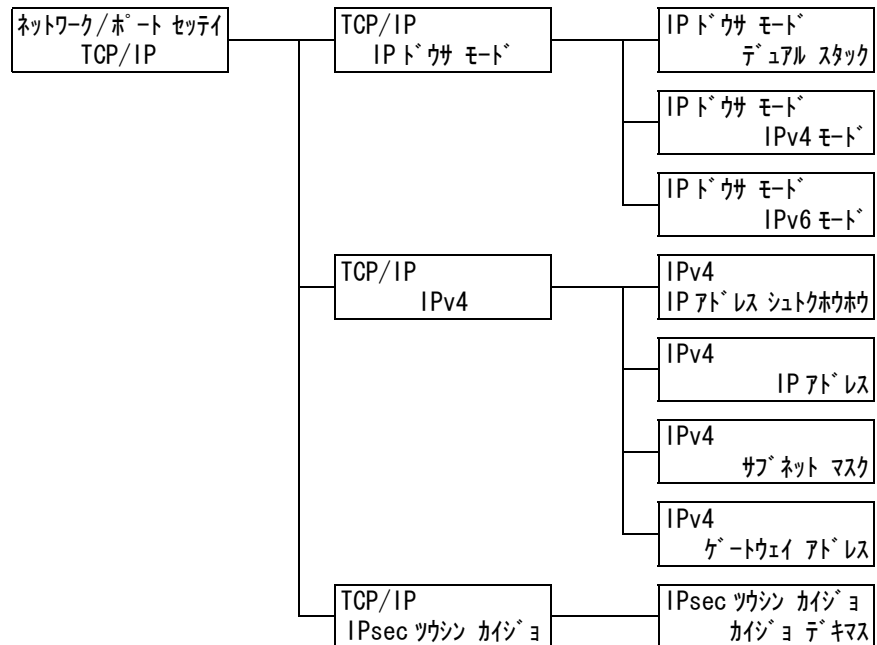 ﾈｯﾄﾜｰｸ/ﾎﾟｰﾄ ｾｯﾃｲ
TCP/IP
TCP/IP
IP ﾄﾞｳｻ ﾓｰﾄﾞ
IP ﾄﾞｳｻ ﾓｰﾄﾞ
ﾃﾞｭｱﾙ ｽﾀｯｸ
IP ﾄﾞｳｻ ﾓｰﾄﾞ
IPv4 ﾓｰﾄﾞ
IP ﾄﾞｳｻ ﾓｰﾄﾞ
IPv6 ﾓｰﾄﾞ
TCP/IP
IPv4
IPv4
IP ｱﾄﾞﾚｽ ｼｭﾄｸﾎｳﾎｳ
IPv4
IP ｱﾄﾞﾚｽ
IPv4
ｻﾌﾞﾈｯﾄ ﾏｽｸ
IPv4
ｹﾞｰﾄｳｪｲ ｱﾄﾞﾚｽ
TCP/IP
IPsec ﾂｳｼﾝ ｶｲｼﾞｮ
IPsec ﾂｳｼﾝ ｶｲｼﾞｮ
ｶｲｼﾞｮ ﾃﾞｷﾏｽ